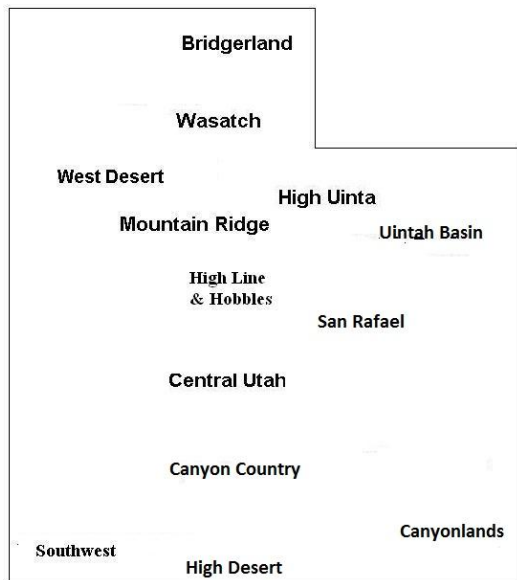 Bridgerland
Wasatch
West Desert
High Uinta
Mountain Ridge
Uintah Basin
High Line
& Hobbles
San Rafael
Central Utah
Canyon Country
Canyonlands
Southwest
High Desert